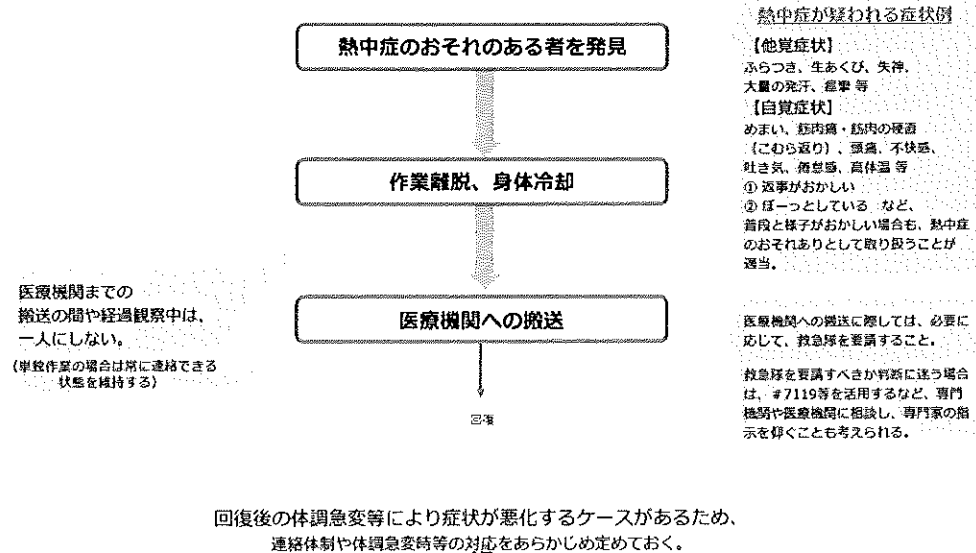 熱中症のおそれのある者を発見
作業離脱、身体冷却
医療機関への搬送
回復
医療機関までの
搬送の間や経過観察中は、
一人にしない。
(単独作業の場合は常に連絡できる
状態を維持する)
熱中症が疑われる症状例
【他覚症状】
ふらつき、生あくび、失神、
大量の発汗、痙攣 等
【自覚症状】
めまい、筋肉痛・筋肉の硬直
(こむら返り)、頭痛、不快感、
吐き気、倦怠感、高体温 等
① 返事がおかしい
② ぼーっとしている など、
普段と様子がおかしい場合も、熱中症
のおそれありとして取り扱うことが
適当。
医療機関への搬送に際しては、必要に
応じて、救急隊を要請すること。
救急隊を要請すべきか判断に迷う場合
は、#7119等を活用するなど、専門
機関や医療機関に相談し、専門家の指
示を仰ぐことも考えられる。
回復後の体調急変等により症状が悪化するケースがあるため、
連絡体制や体調急変時等の対応をあらかじめ定めておく。